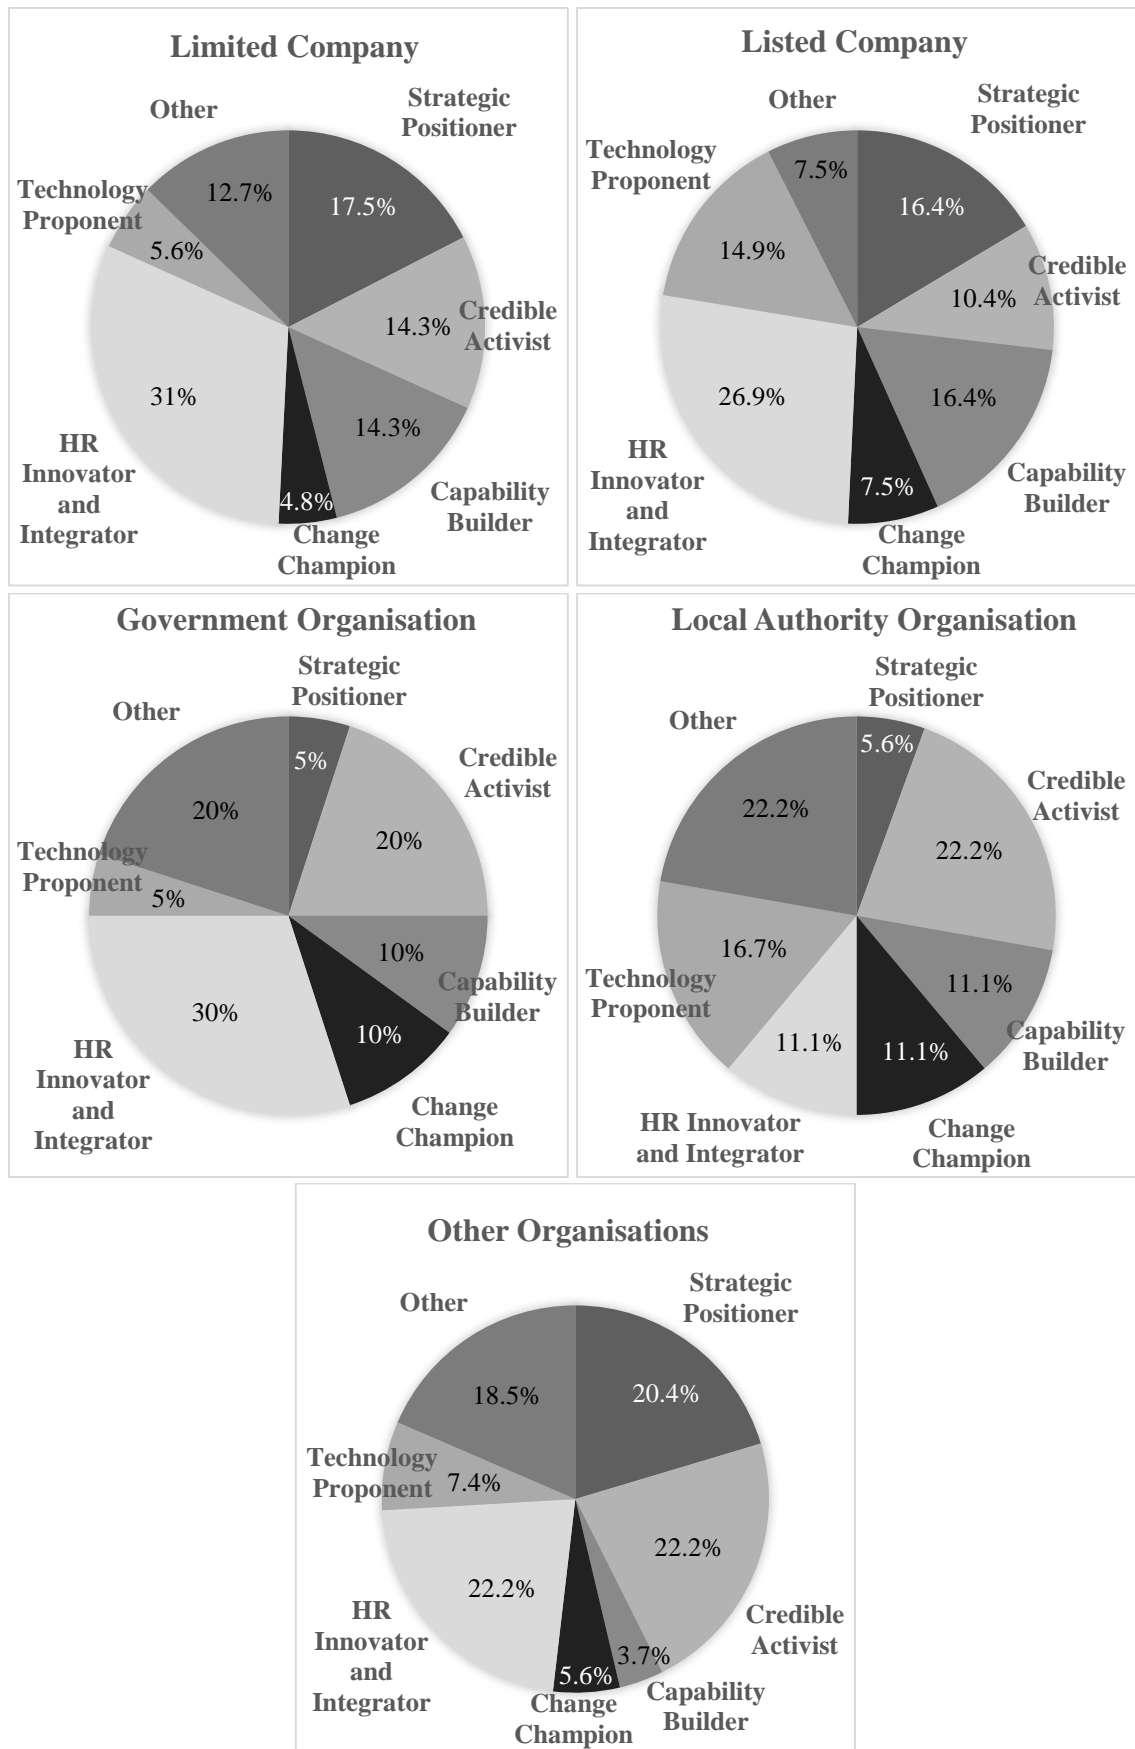 Limited Company
Other
Strategic
Positioner
Technology
Proponent
12.7%
17.5%
5.6%
14.3%
Credible
Activist
31%
14.3%
HR
Innovator
and
Integrator
4.8%
Capability
Builder
Change
Champion
Listed Company
Other
Strategic
Positioner
Technology
Proponent
7.5%
16.4%
14.9%
10.4%
Credible
Activist
26.9%
16.4%
HR
Innovator
and
Integrator
7.5%
Capability
Builder
Change
Champion
Government Organisation
Strategic
Positioner
Other
5%
Credible
Activist
20%
20%
Technology
Proponent
5%
10%
Capability
Builder
30%
10%
HR
Innovator
and
Integrator
Change
Champion
Local Authority Organisation
Strategic
Positioner
Other
5.6%
Credible
Activist
22.2%
22.2%
16.7%
Technology
Proponent
11.1%
Capability
Builder
11.1%
11.1%
HR Innovator
and Integrator
Change
Champion
Other Organisations
Other
Strategic
Positioner
18.5%
20.4%
Technology
Proponent
7.4%
22.2%
22.2%
HR
Innovator
and
Integrator
Credible
Activist
5.6%
3.7%
Change
Champion
Capability
Builder